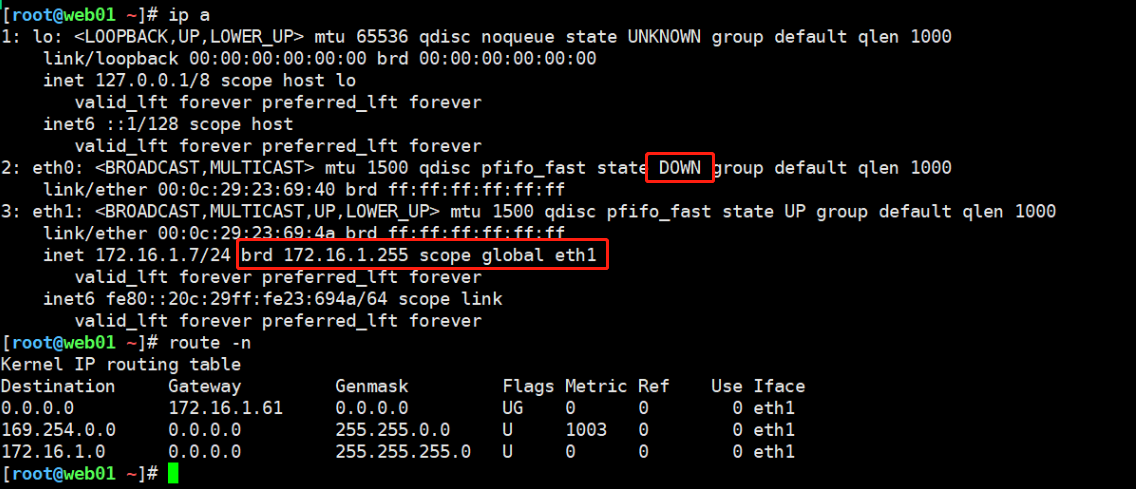 [root@web01 ~]# ip a
1: lo: <LOOPBACK,UP,LOWER_UP> mtu 65536 qdisc noqueue state UNKNOWN group default qlen 1000
    link/loopback 00:00:00:00:00:00 brd 00:00:00:00:00:00
    inet 127.0.0.1/8 scope host lo
       valid_lft forever preferred_lft forever
    inet6 ::1/128 scope host
       valid_lft forever preferred_lft forever
2: eth0: <BROADCAST,MULTICAST> mtu 1500 qdisc pfifo_fast state DOWN group default qlen 1000
    link/ether 00:0c:29:23:69:40 brd ff:ff:ff:ff:ff:ff
3: eth1: <BROADCAST,MULTICAST,UP,LOWER_UP> mtu 1500 qdisc pfifo_fast state UP group default qlen 1000
    link/ether 00:0c:29:23:69:4a brd ff:ff:ff:ff:ff:ff
    inet 172.16.1.7/24 brd 172.16.1.255 scope global eth1
       valid_lft forever preferred_lft forever
    inet6 fe80::20c:29ff:fe23:694a/64 scope link
       valid_lft forever preferred_lft forever
[root@web01 ~]# route -n
Kernel IP routing table
Destination     Gateway         Genmask         Flags Metric Ref    Use Iface
0.0.0.0         172.16.1.61     0.0.0.0         UG    0      0        0 eth1
169.254.0.0     0.0.0.0         255.255.0.0     U     1003   0        0 eth1
172.16.1.0      0.0.0.0         255.255.255.0   U     0      0        0 eth1
[root@web01 ~]#